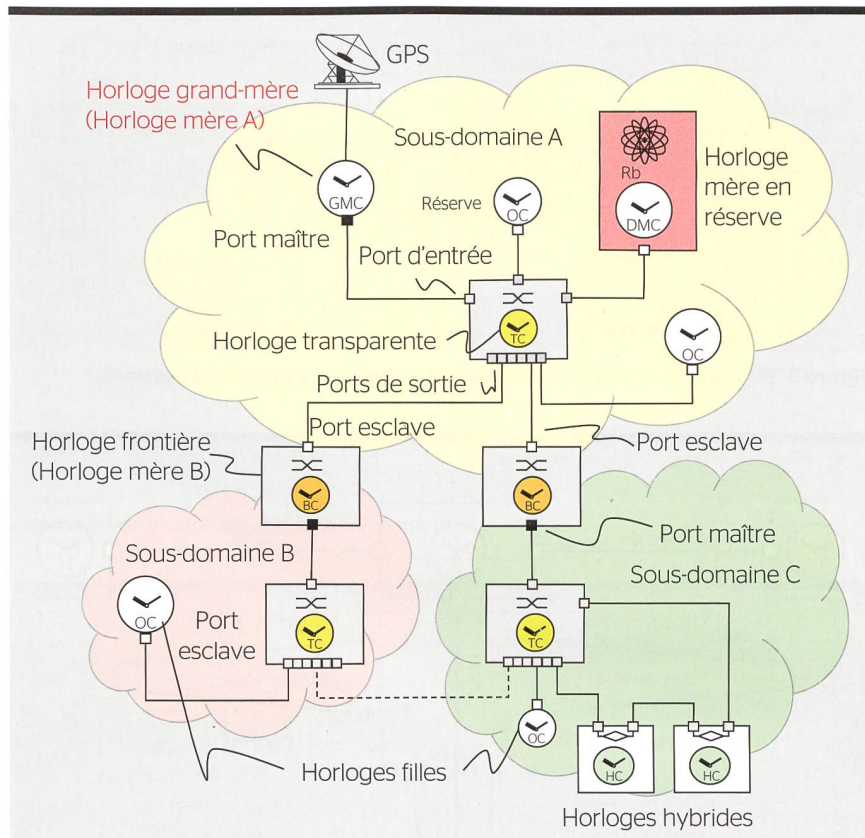 GPS
Horloge grand-mère
(Horloge mère A)
Sous-domaine A
Horloge
mère en
réserve
Rb
GMC
Réserve
OC
DMC
Port maître
Port d'entrée
Horloge transparente
TC
OC
Ports de sortie
Port esclave
Port esclave
Horloge frontière
(Horloge mère B)
BC
BC
Port maître
Sous-domaine B
Sous-domaine C
OC
Port
esclave
TC
TC
OC
HC
HC
Horloges filles
Horloges hybrides